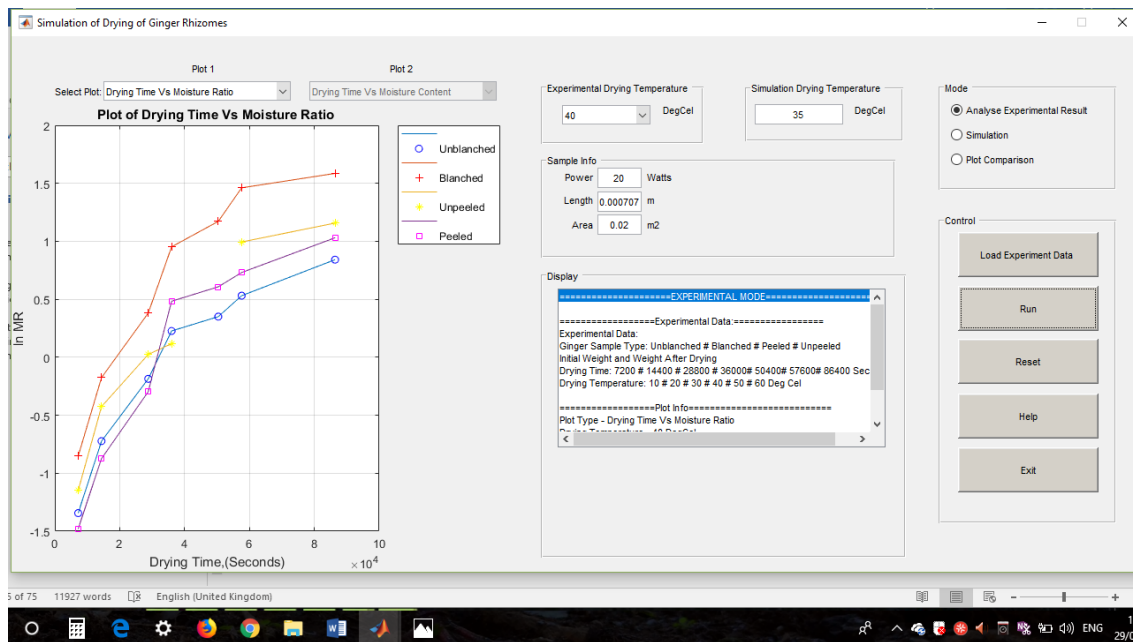 Simulation of Drying of Ginger Rhizomes
Plot 1
Plot 2
Select Plot: Drying Time Vs Moisture Ratio
Drying Time Vs Moisture Content
Plot of Drying Time Vs Moisture Ratio
2
1.5
1
0.5
0
-0.5
-1
-1.5
ln MR
0 2 4 6 8 10
× 10^4
Drying Time,(Seconds)
Unblanched
Blanched
Unpeeled
Peeled
Experimental Drying Temperature
40 DegCel
Simulation Drying Temperature
35 DegCel
Sample Info
Power 20 Watts
Length 0.000707 m
Area 0.02 m2
Display
=====================EXPERIMENTAL MODE====================
==================Experimental Data:=================
Experimental Data:
Ginger Sample Type: Unblanched # Blanched # Peeled # Unpeeled
Initial Weight and Weight After Drying
Drying Time: 7200 # 14400 # 28800 # 36000# 50400# 57600# 86400 Sec
Drying Temperature: 10 # 20 # 30 # 40 # 50 # 60 Deg Cel
==================Plot Info==========================
Plot Type - Drying Time Vs Moisture Ratio
Drying Temperature - 40 DegCel
Mode
Analyse Experimental Result
Simulation
Plot Comparison
Control
Load Experiment Data
Run
Reset
Help
Exit
of 75 11927 words English (United Kingdom)
ENG